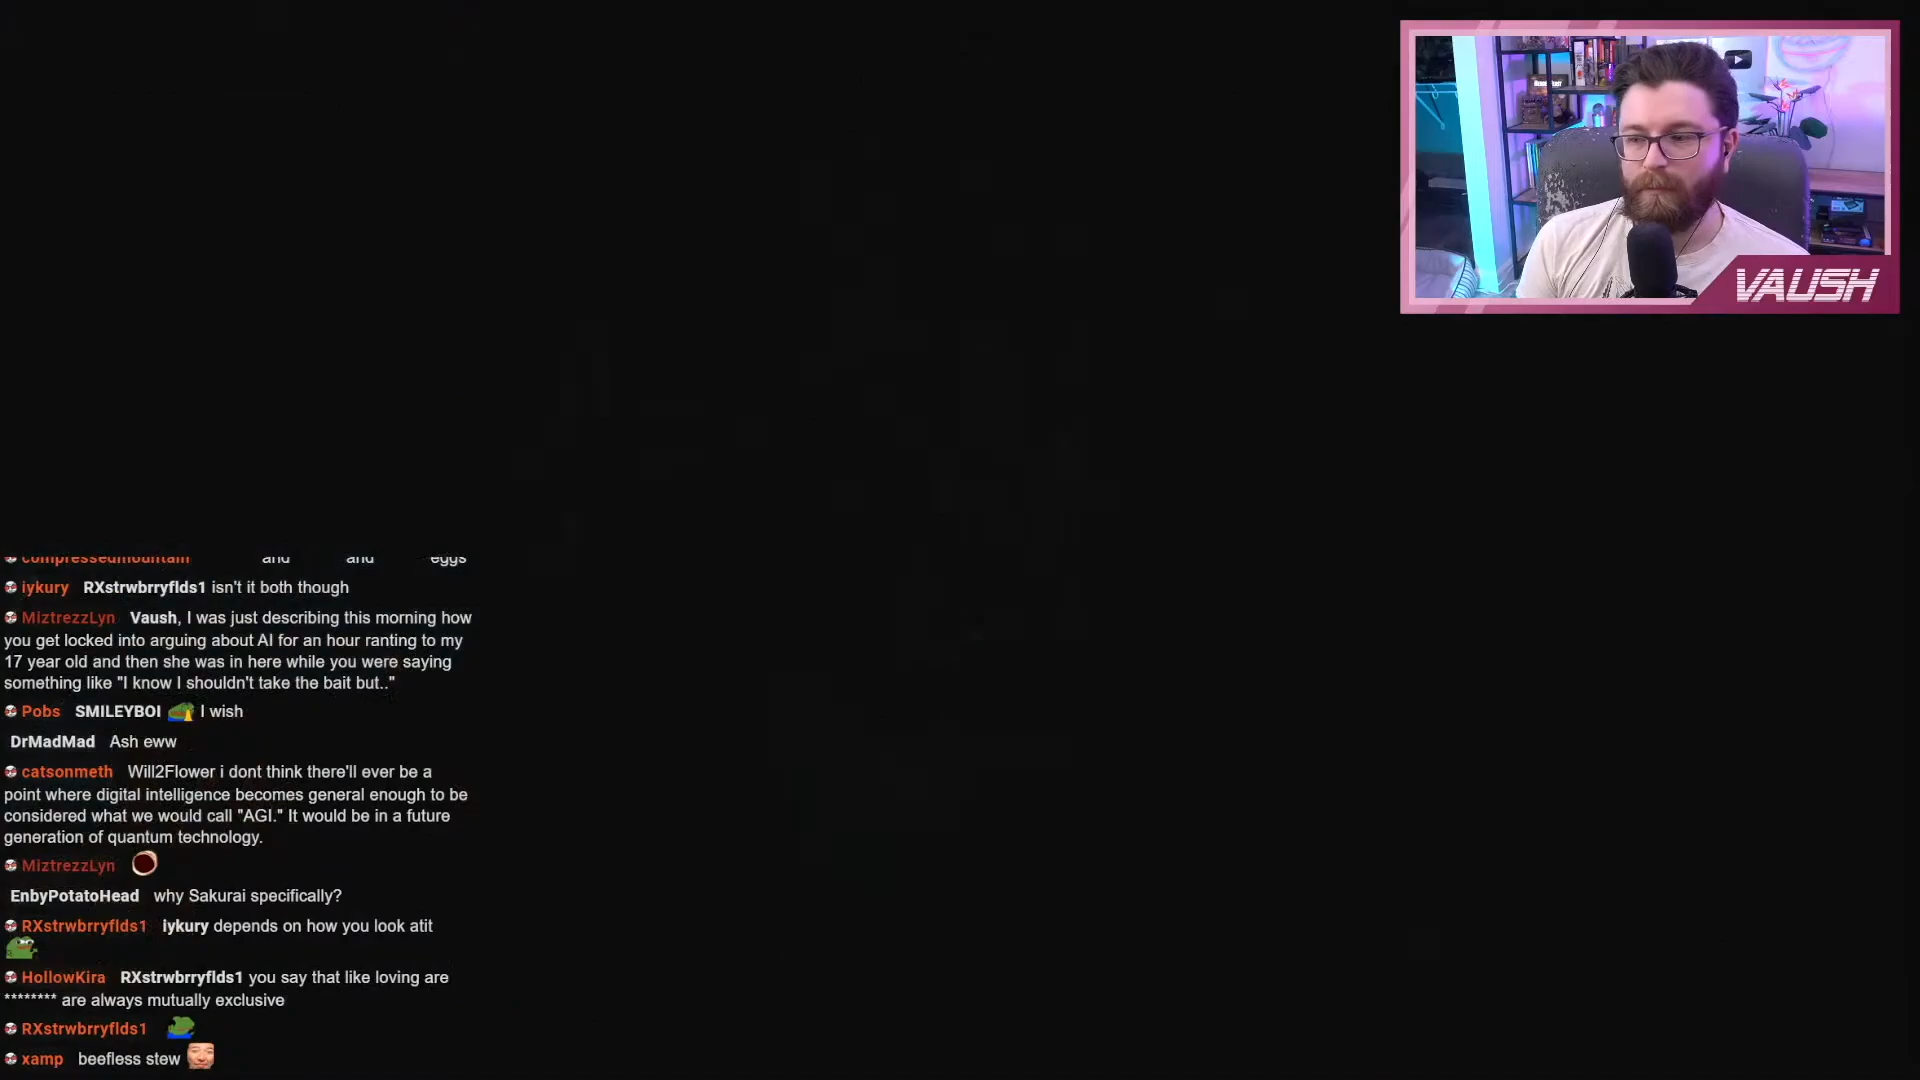 VAUSH
compressedmountain and and eggs
iykury RXstrwbrryflds1 isn't it both though
MiztrezzLyn Vaush, I was just describing this morning how
you get locked into arguing about AI for an hour ranting to my
17 year old and then she was in here while you were saying
something like "I know I shouldn't take the bait but.."
Pobs SMILEYBOI I wish
DrMadMad Ash eww
catsonmeth Will2Flower i dont think there'll ever be a
point where digital intelligence becomes general enough to be
considered what we would call "AGI." It would be in a future
generation of quantum technology.
MiztrezzLyn
EnbyPotatoHead why Sakurai specifically?
RXstrwbrryflds1 iykury depends on how you look atit
HollowKira RXstrwbrryflds1 you say that like loving are
******** are always mutually exclusive
RXstrwbrryflds1
xamp beefless stew